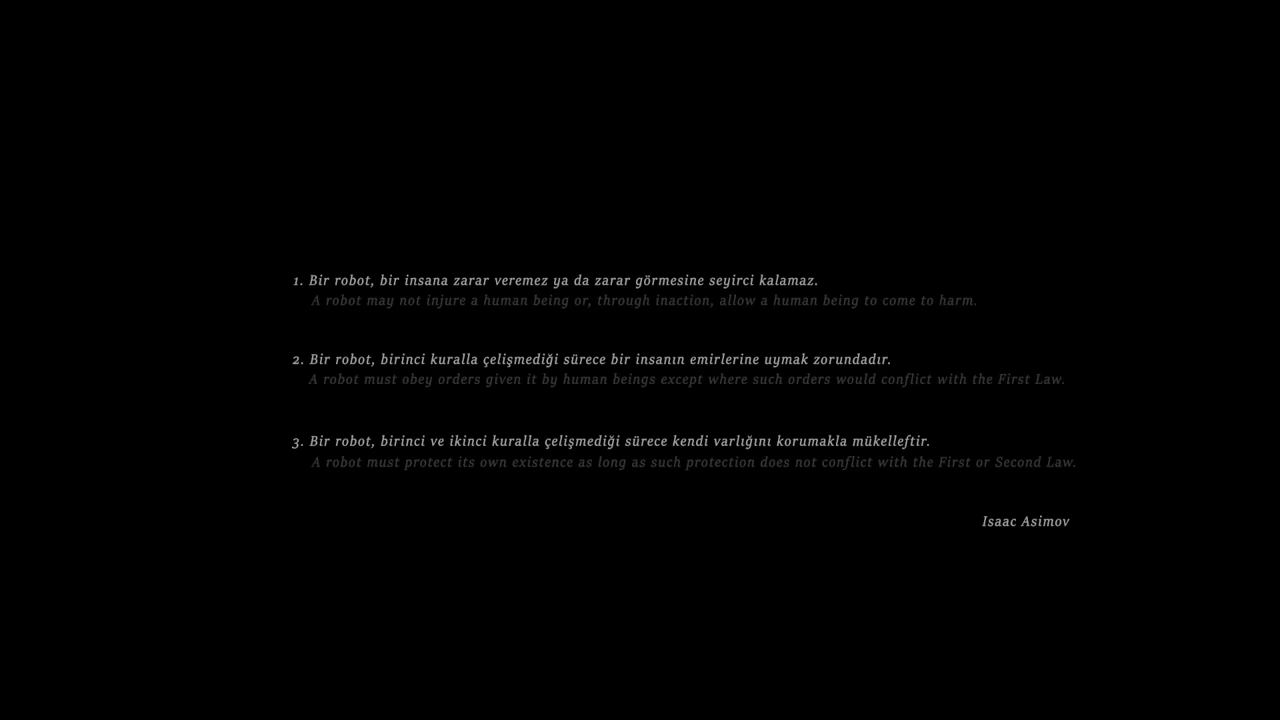 1. Bir robot, bir insana zarar veremez ya da zarar görmesine seyirci kalamaz.
A robot may not injure a human being or, through inaction, allow a human being to come to harm.
2. Bir robot, birinci kuralla çelişmediği sürece bir insanın emirlerine uymak zorundadır.
A robot must obey orders given it by human beings except where such orders would conflict with the First Law.
3. Bir robot, birinci ve ikinci kuralla çelişmediği sürece kendi varlığını korumakla mükelleftir.
A robot must protect its own existence as long as such protection does not conflict with the First or Second Law.
Isaac Asimov